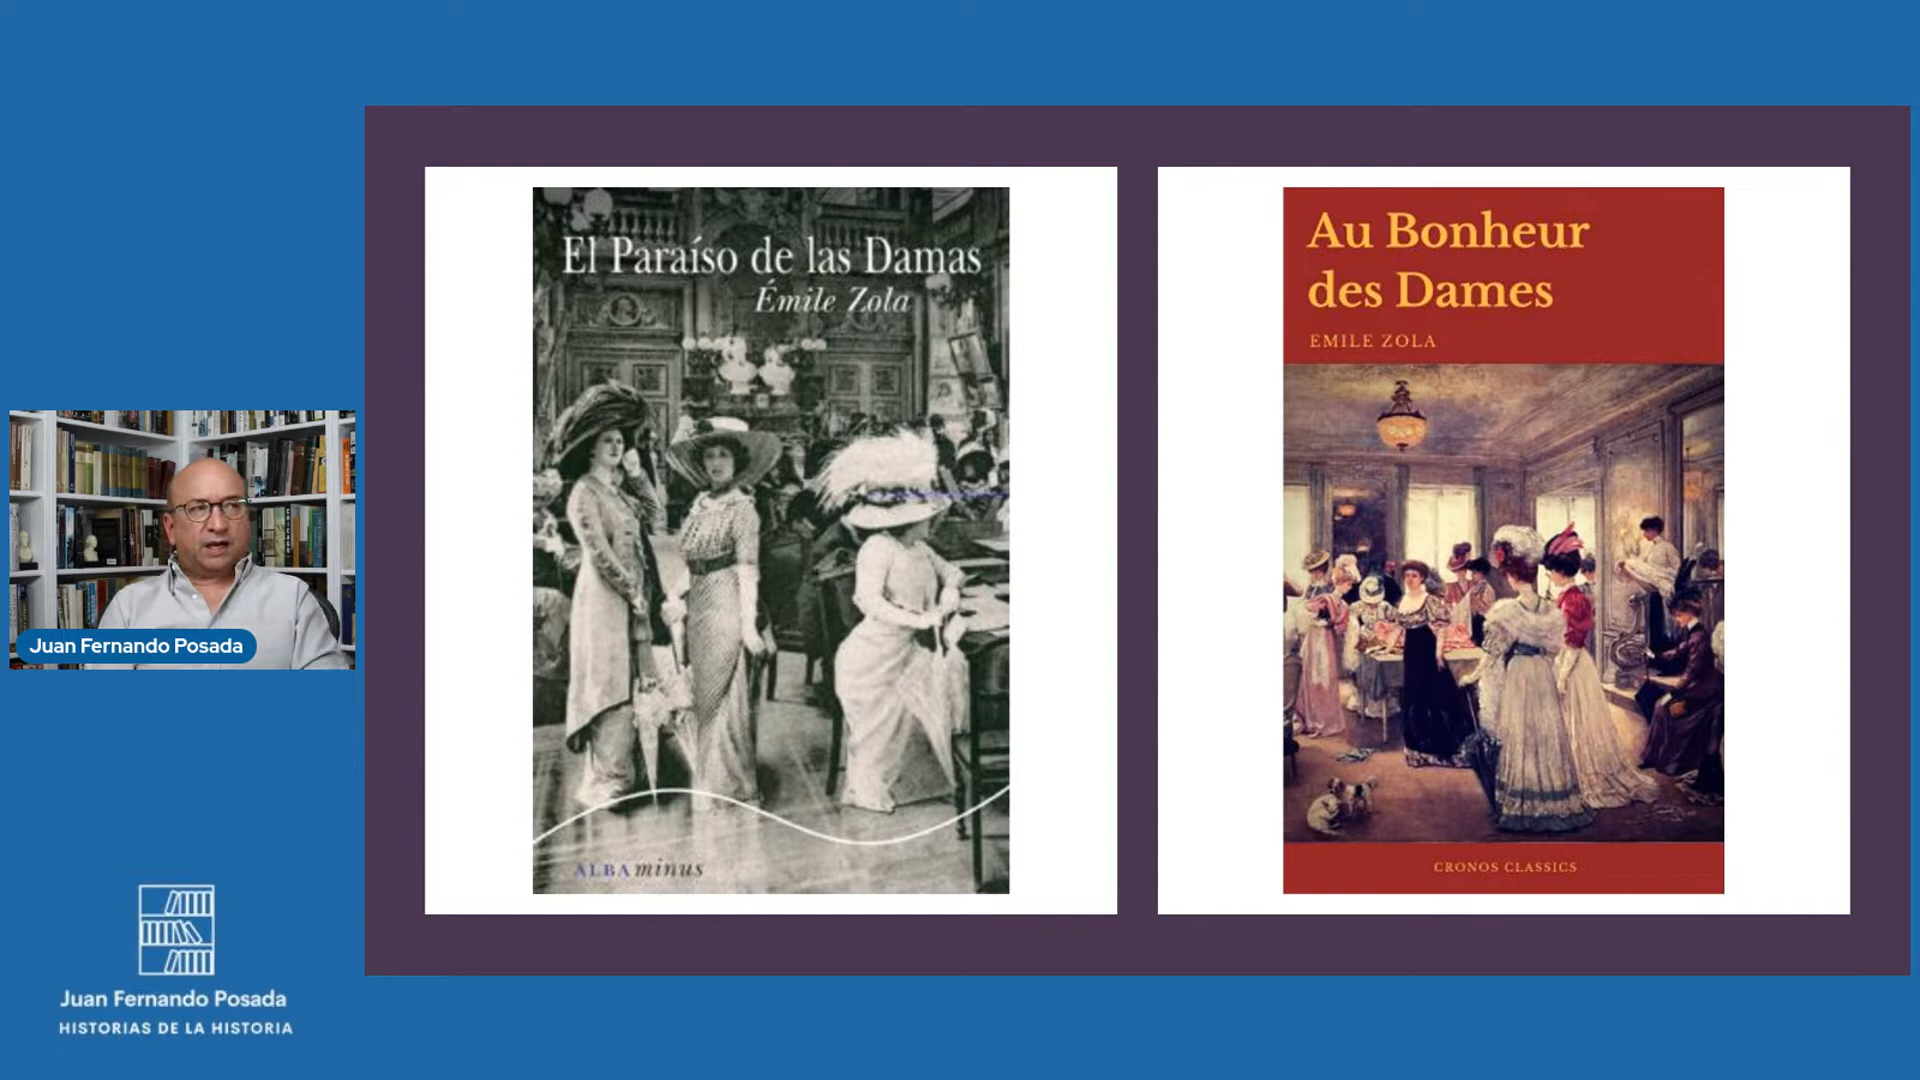 El Paraíso de las Damas
Émile Zola
ALBA minus
Au Bonheur
des Dames
EMILE ZOLA
CRONOS CLASSICS
Juan Fernando Posada
Juan Fernando Posada
HISTORIAS DE LA HISTORIA